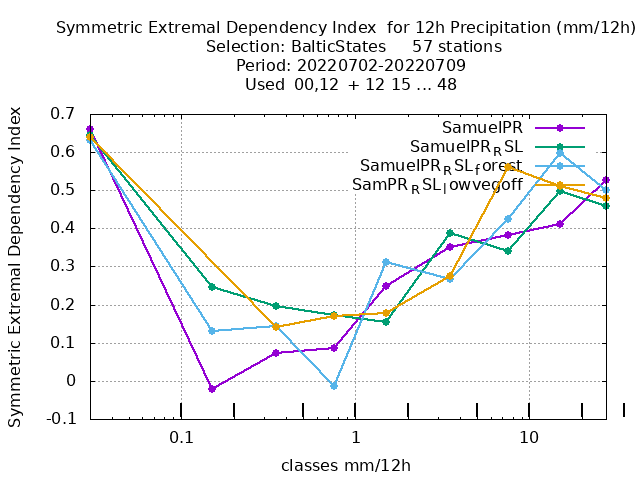 Symmetric Extremal Dependency Index  for 12h Precipitation (mm/12h)
Selection: BalticStates     57 stations
Period: 20220702-20220709
Used  00,12  + 12 15 ... 48
Symmetric Extremal Dependency Index
0.7
0.6
0.5
0.4
0.3
0.2
0.1
0
-0.1
SamuelPR
SamuelPR_RSL
SamuelPR_RSL_forest
SamPR_RSL_lowvegoff
0.1
1
10
classes mm/12h